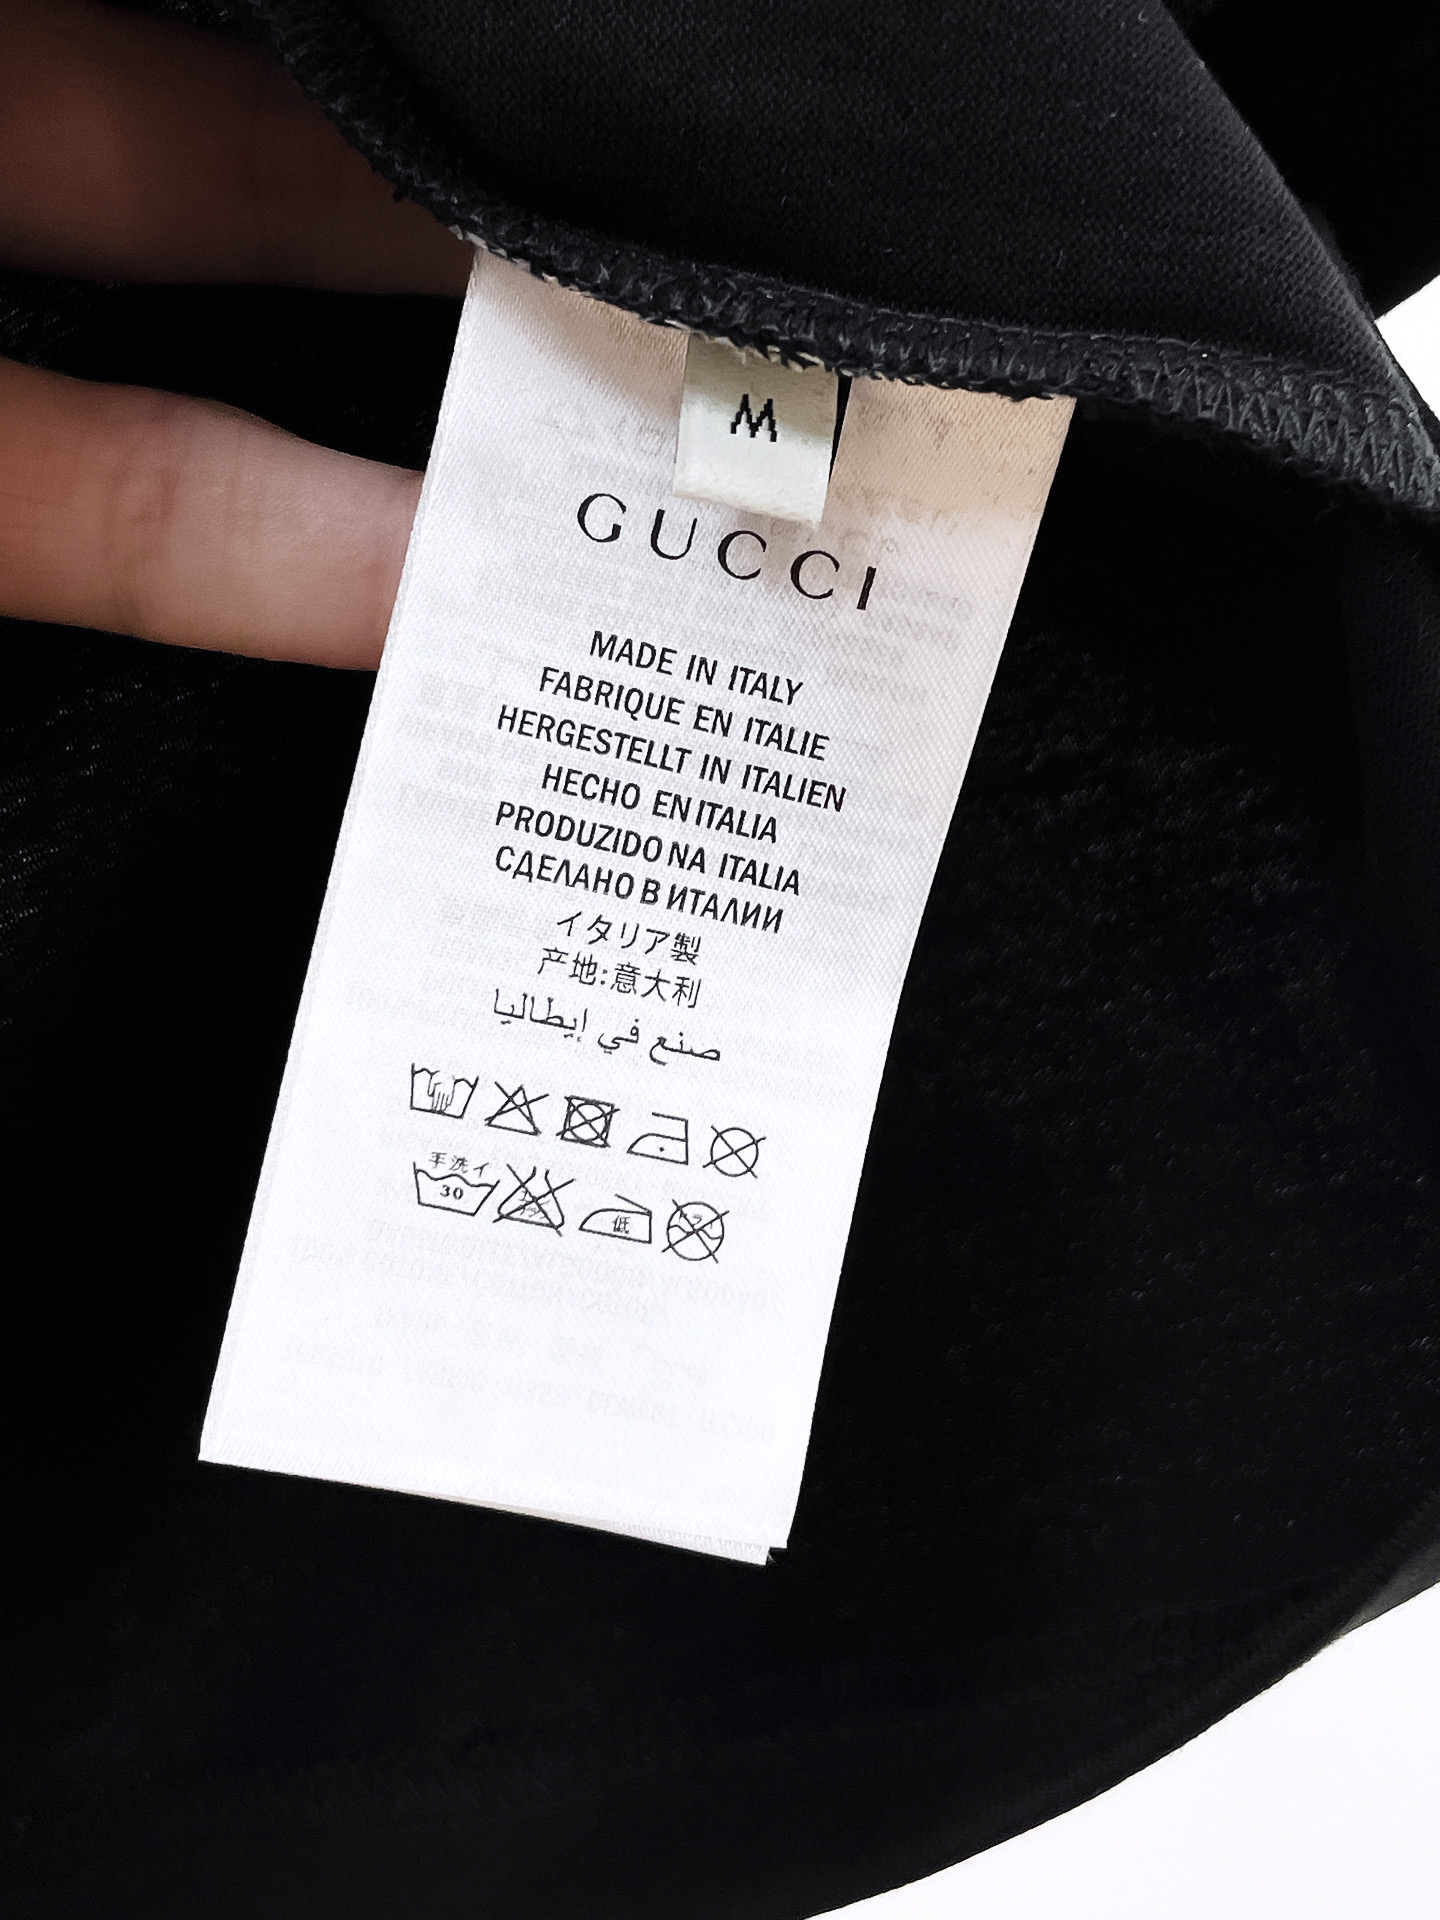 M
GUCCI
MADE IN ITALY
FABRIQUE EN ITALIE
HERGESTELLT IN ITALIEN
HECHO EN ITALIA
PRODUZIDO NA ITALIA
СДЕЛАНО В ИТАЛИИ
イタリア製
产地:意大利
صنع في إيطاليا
手洗イ
30
低